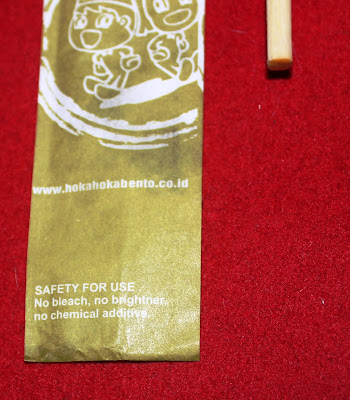 www.hokahokabento.co.id
SAFETY FOR USE
No bleach, no brightner,
no chemical additive.